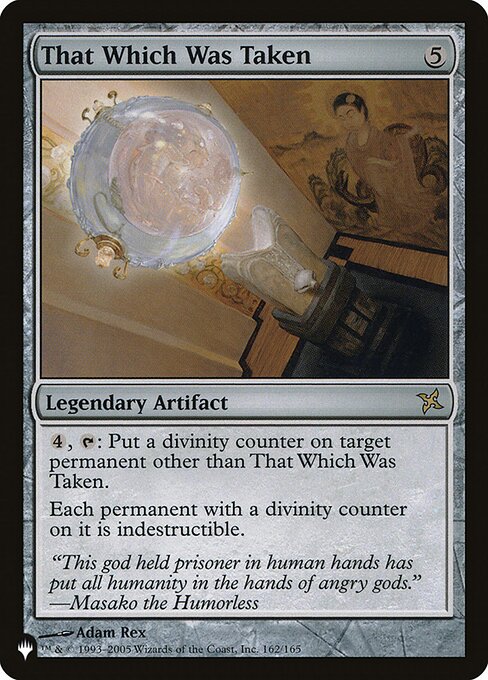 That Which Was Taken 5
Legendary Artifact
4, : Put a divinity counter on target
permanent other than That Which Was
Taken.
Each permanent with a divinity counter
on it is indestructible.
“This god held prisoner in human hands has
put all humanity in the hands of angry gods.”
—Masako the Humorless
Adam Rex
™ & © 1993–2005 Wizards of the Coast, Inc. 162/165